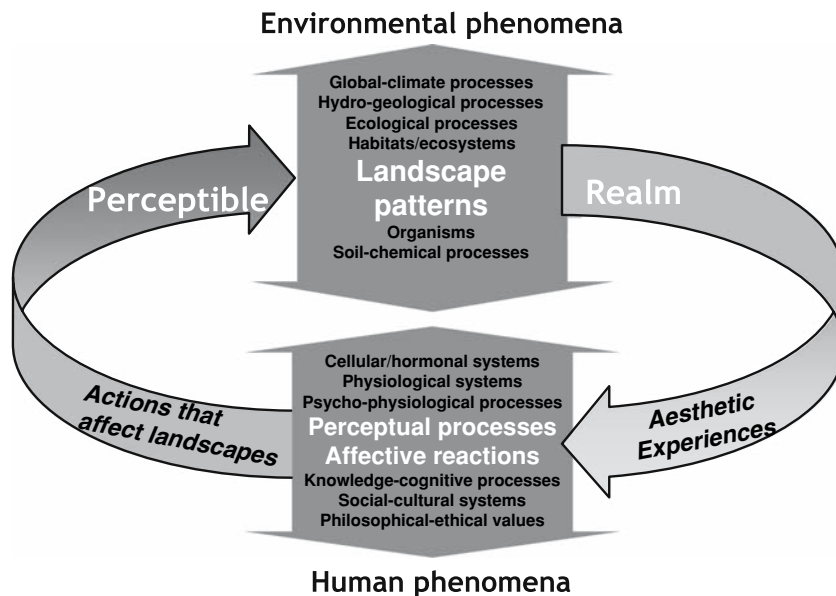 Environmental phenomena
Global-climate processes
Hydro-geological processes
Ecological processes
Habitats/ecosystems
Landscape
patterns
Organisms
Soil-chemical processes
Perceptible
Realm
Cellular/hormonal systems
Physiological systems
Psycho-physiological processes
Perceptual processes
Affective reactions
Knowledge-cognitive processes
Social-cultural systems
Philosophical-ethical values
Actions that
affect landscapes
Aesthetic
Experiences
Human phenomena